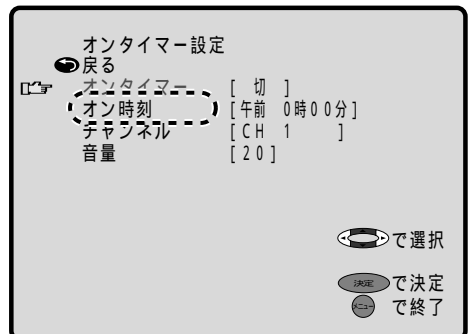 オンタイマー設定
戻る
オンタイマー [ 切 ]
オン時刻 [午前 0時00分]
チャンネル [CH 1 ]
音量 [20]
で選択
決定 で決定
メニュー で終了